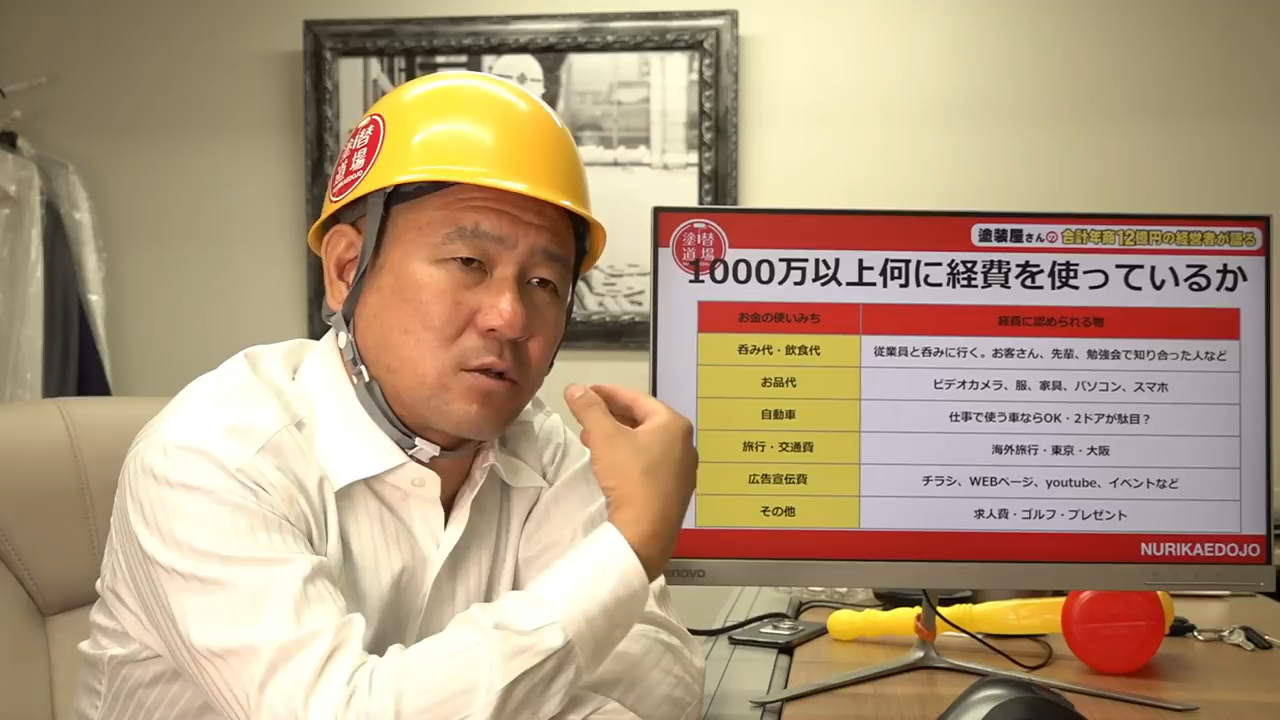 塗替
道場
NURIKAEDOJO
塗替
道場
塗装屋さんの合計年商12億円の経営者が語る
1000万以上何に経費を使っているか
お金の使いみち
経費に認められる物
呑み代・飲食代
従業員と呑みに行く。お客さん、先輩、勉強会で知り合った人など
お品代
ビデオカメラ、服、家具、パソコン、スマホ
自動車
仕事で使う車ならOK・2ドアが駄目？
旅行・交通費
海外旅行・東京・大阪
広告宣伝費
チラシ、WEBページ、youtube、イベントなど
その他
求人費・ゴルフ・プレゼント
NURIKAEDOJO
lenovo